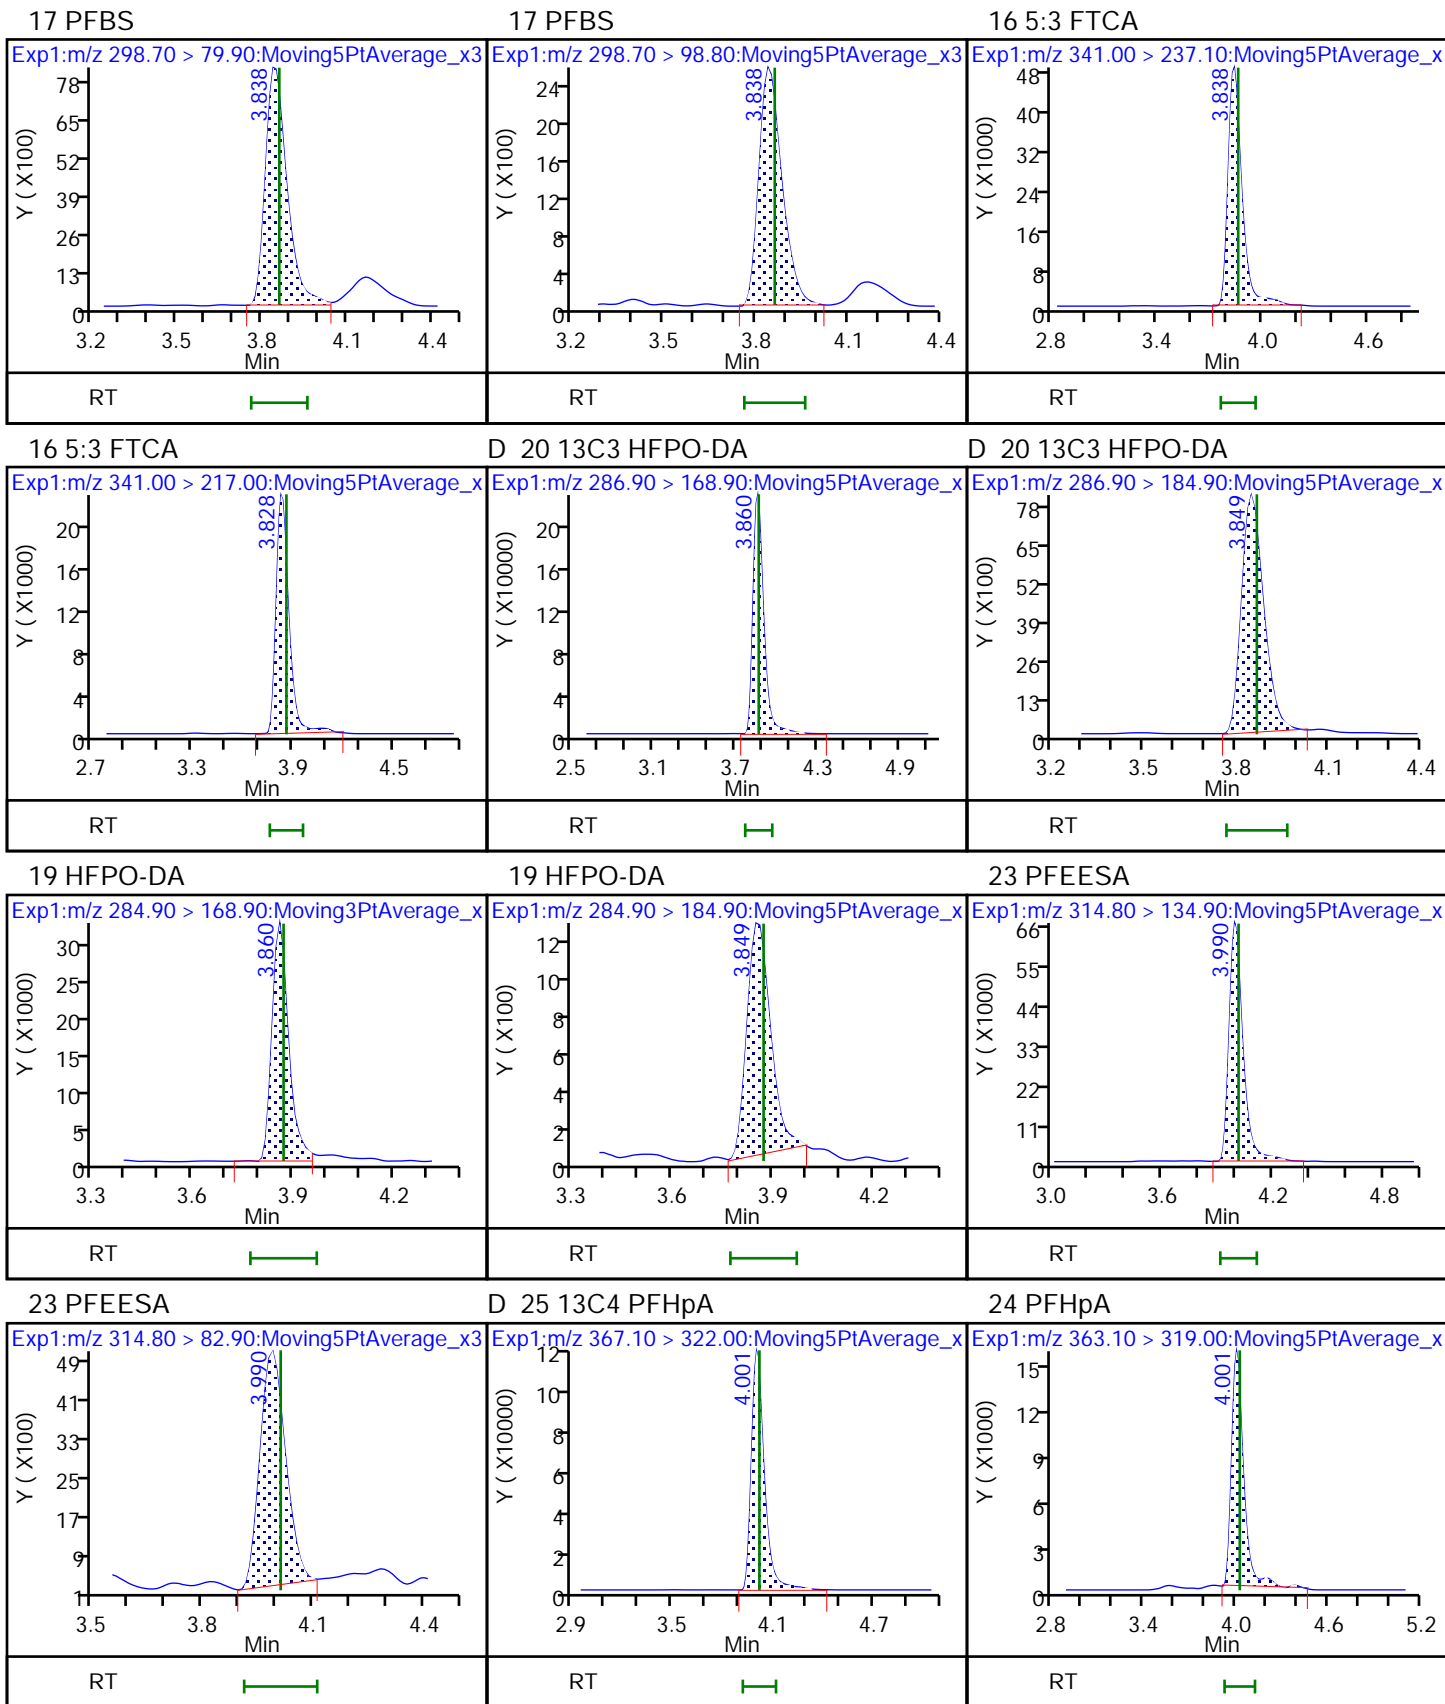 17 PFBS
Exp1:m/z 298.70 > 79.90:Moving5PtAverage_x3
3.838
Y ( X100)
78
65
52
39
26
13
0
3.2 3.5 3.8 4.1 4.4
Min
RT
17 PFBS
Exp1:m/z 298.70 > 98.80:Moving5PtAverage_x3
3.838
Y ( X100)
24
20
16
12
8
4
0
3.2 3.5 3.8 4.1 4.4
Min
RT
16 5:3 FTCA
Exp1:m/z 341.00 > 237.10:Moving5PtAverage_x
3.838
Y ( X1000)
48
40
32
24
16
8
0
2.8 3.4 4.0 4.6
Min
RT
16 5:3 FTCA
Exp1:m/z 341.00 > 217.00:Moving5PtAverage_x
3.828
Y ( X1000)
20
16
12
8
4
0
2.7 3.3 3.9 4.5
Min
RT
D 20 13C3 HFPO-DA
Exp1:m/z 286.90 > 168.90:Moving5PtAverage_x
3.860
Y ( X10000)
20
16
12
8
4
0
2.5 3.1 3.7 4.3 4.9
Min
RT
D 20 13C3 HFPO-DA
Exp1:m/z 286.90 > 184.90:Moving5PtAverage_x
3.849
Y ( X100)
78
65
52
39
26
13
0
3.2 3.5 3.8 4.1 4.4
Min
RT
19 HFPO-DA
Exp1:m/z 284.90 > 168.90:Moving3PtAverage_x
3.860
Y ( X1000)
30
25
20
15
10
5
0
3.3 3.6 3.9 4.2
Min
RT
19 HFPO-DA
Exp1:m/z 284.90 > 184.90:Moving5PtAverage_x
3.849
Y ( X100)
12
10
8
6
4
2
0
3.3 3.6 3.9 4.2
Min
RT
23 PFEESA
Exp1:m/z 314.80 > 134.90:Moving5PtAverage_x
3.990
Y ( X1000)
66
55
44
33
22
11
0
3.0 3.6 4.2 4.8
Min
RT
23 PFEESA
Exp1:m/z 314.80 > 82.90:Moving5PtAverage_x3
3.990
Y ( X100)
49
41
33
25
17
9
1
3.5 3.8 4.1 4.4
Min
RT
D 25 13C4 PFHpA
Exp1:m/z 367.10 > 322.00:Moving5PtAverage_x
4.001
Y ( X10000)
12
10
8
6
4
2
0
2.9 3.5 4.1 4.7
Min
RT
24 PFHpA
Exp1:m/z 363.10 > 319.00:Moving5PtAverage_x
4.001
Y ( X1000)
15
12
9
6
3
0
2.8 3.4 4.0 4.6 5.2
Min
RT